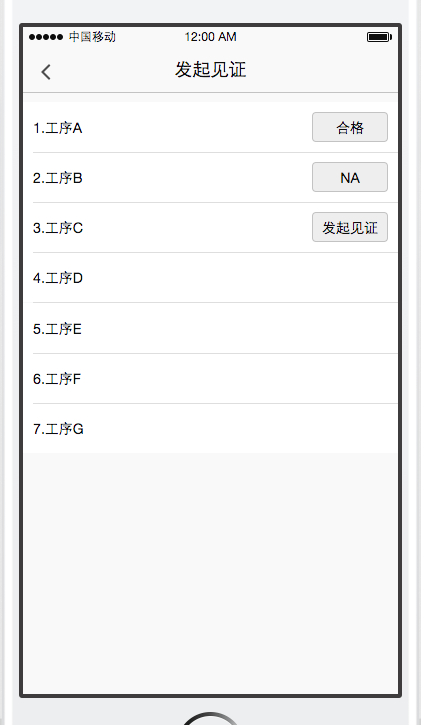 中国移动 12:00 AM
发起见证
1.工序A 合格
2.工序B NA
3.工序C 发起见证
4.工序D
5.工序E
6.工序F
7.工序G